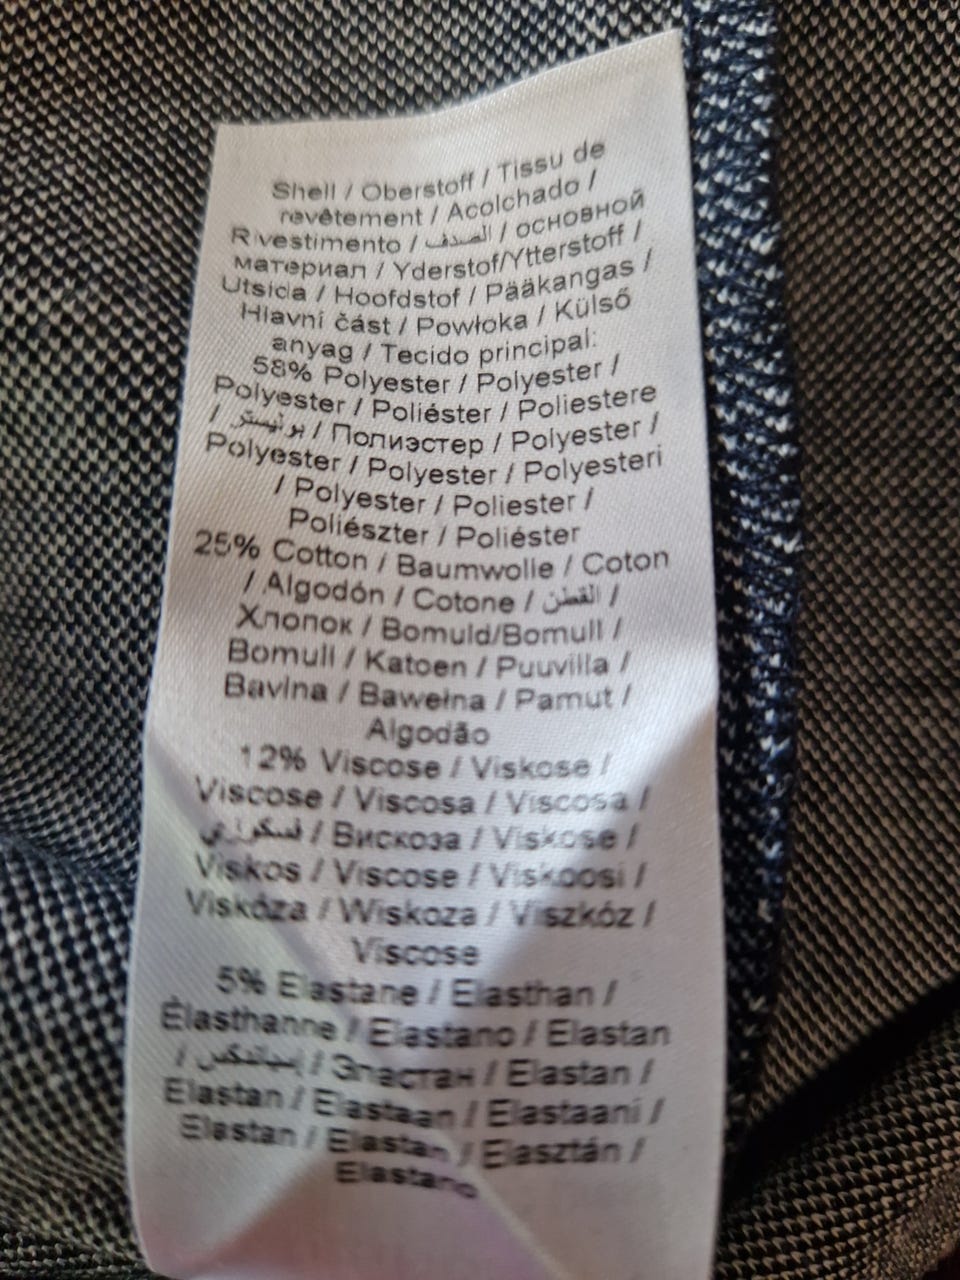 Shell / Oberstoff / Tissu de
revêtement / Acolchado /
Rivestimento / الصدف / основной
материал / Yderstof/Ytterstoff /
Utsida / Hoofdstof / Pääkangas /
Hlavní část / Powłoka / Külső
anyag / Tecido principal:
58% Polyester / Polyester /
Polyester / Poliéster / Poliestere
/ / Полиэстер / Polyester /
Polyester / Polyester / Polyesteri
/ Polyester / Poliester /
Poliészter / Poliéster
25% Cotton / Baumwolle / Coton
/ Algodón / Cotone / القطن /
Хлопок / Bomuld/Bomull /
Bomull / Katoen / Puuvilla /
Bavlna / Bawełna / Pamut /
Algodão
12% Viscose / Viskose /
Viscose / Viscosa / Viscosa /
/ Вискоза / Viskose /
Viskos / Viscose / Viskoosi /
Viskóza / Wiskoza / Viszkóz /
Viscose
5% Elastane / Elasthan /
Élasthanne / Elastano / Elastan
/ / Эластан / Elastan /
Elastan / Elastaan / Elastaani /
Elastan / Elastan / Elasztán /
Elastano